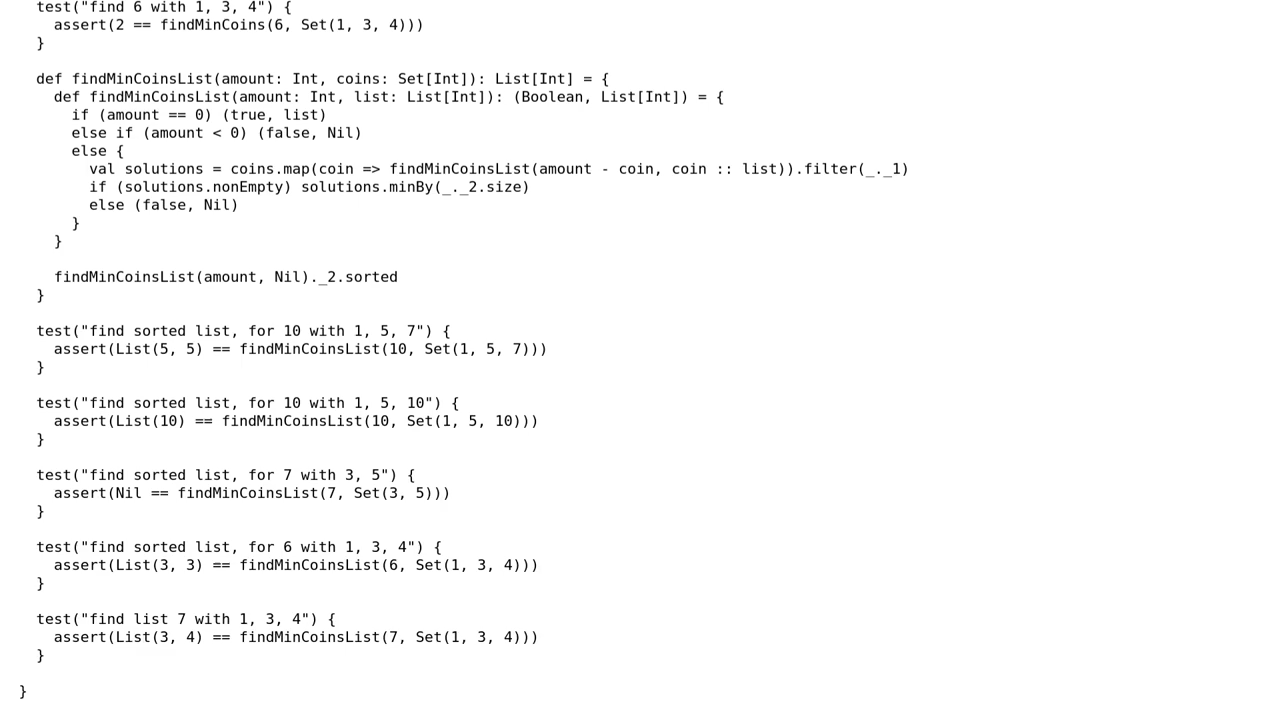 test("find 6 with 1, 3, 4") {
assert(2 == findMinCoins(6, Set(1, 3, 4)))
}
def findMinCoinsList(amount: Int, coins: Set[Int]): List[Int] = {
def findMinCoinsList(amount: Int, list: List[Int]): (Boolean, List[Int]) = {
if (amount == 0) (true, list)
else if (amount < 0) (false, Nil)
else {
val solutions = coins.map(coin => findMinCoinsList(amount - coin, coin :: list)).filter(_._1)
if (solutions.nonEmpty) solutions.minBy(_._2.size)
else (false, Nil)
}
}
findMinCoinsList(amount, Nil)._2.sorted
}
test("find sorted list, for 10 with 1, 5, 7") {
assert(List(5, 5) == findMinCoinsList(10, Set(1, 5, 7)))
}
test("find sorted list, for 10 with 1, 5, 10") {
assert(List(10) == findMinCoinsList(10, Set(1, 5, 10)))
}
test("find sorted list, for 7 with 3, 5") {
assert(Nil == findMinCoinsList(7, Set(3, 5)))
}
test("find sorted list, for 6 with 1, 3, 4") {
assert(List(3, 3) == findMinCoinsList(6, Set(1, 3, 4)))
}
test("find list 7 with 1, 3, 4") {
assert(List(3, 4) == findMinCoinsList(7, Set(1, 3, 4)))
}
}